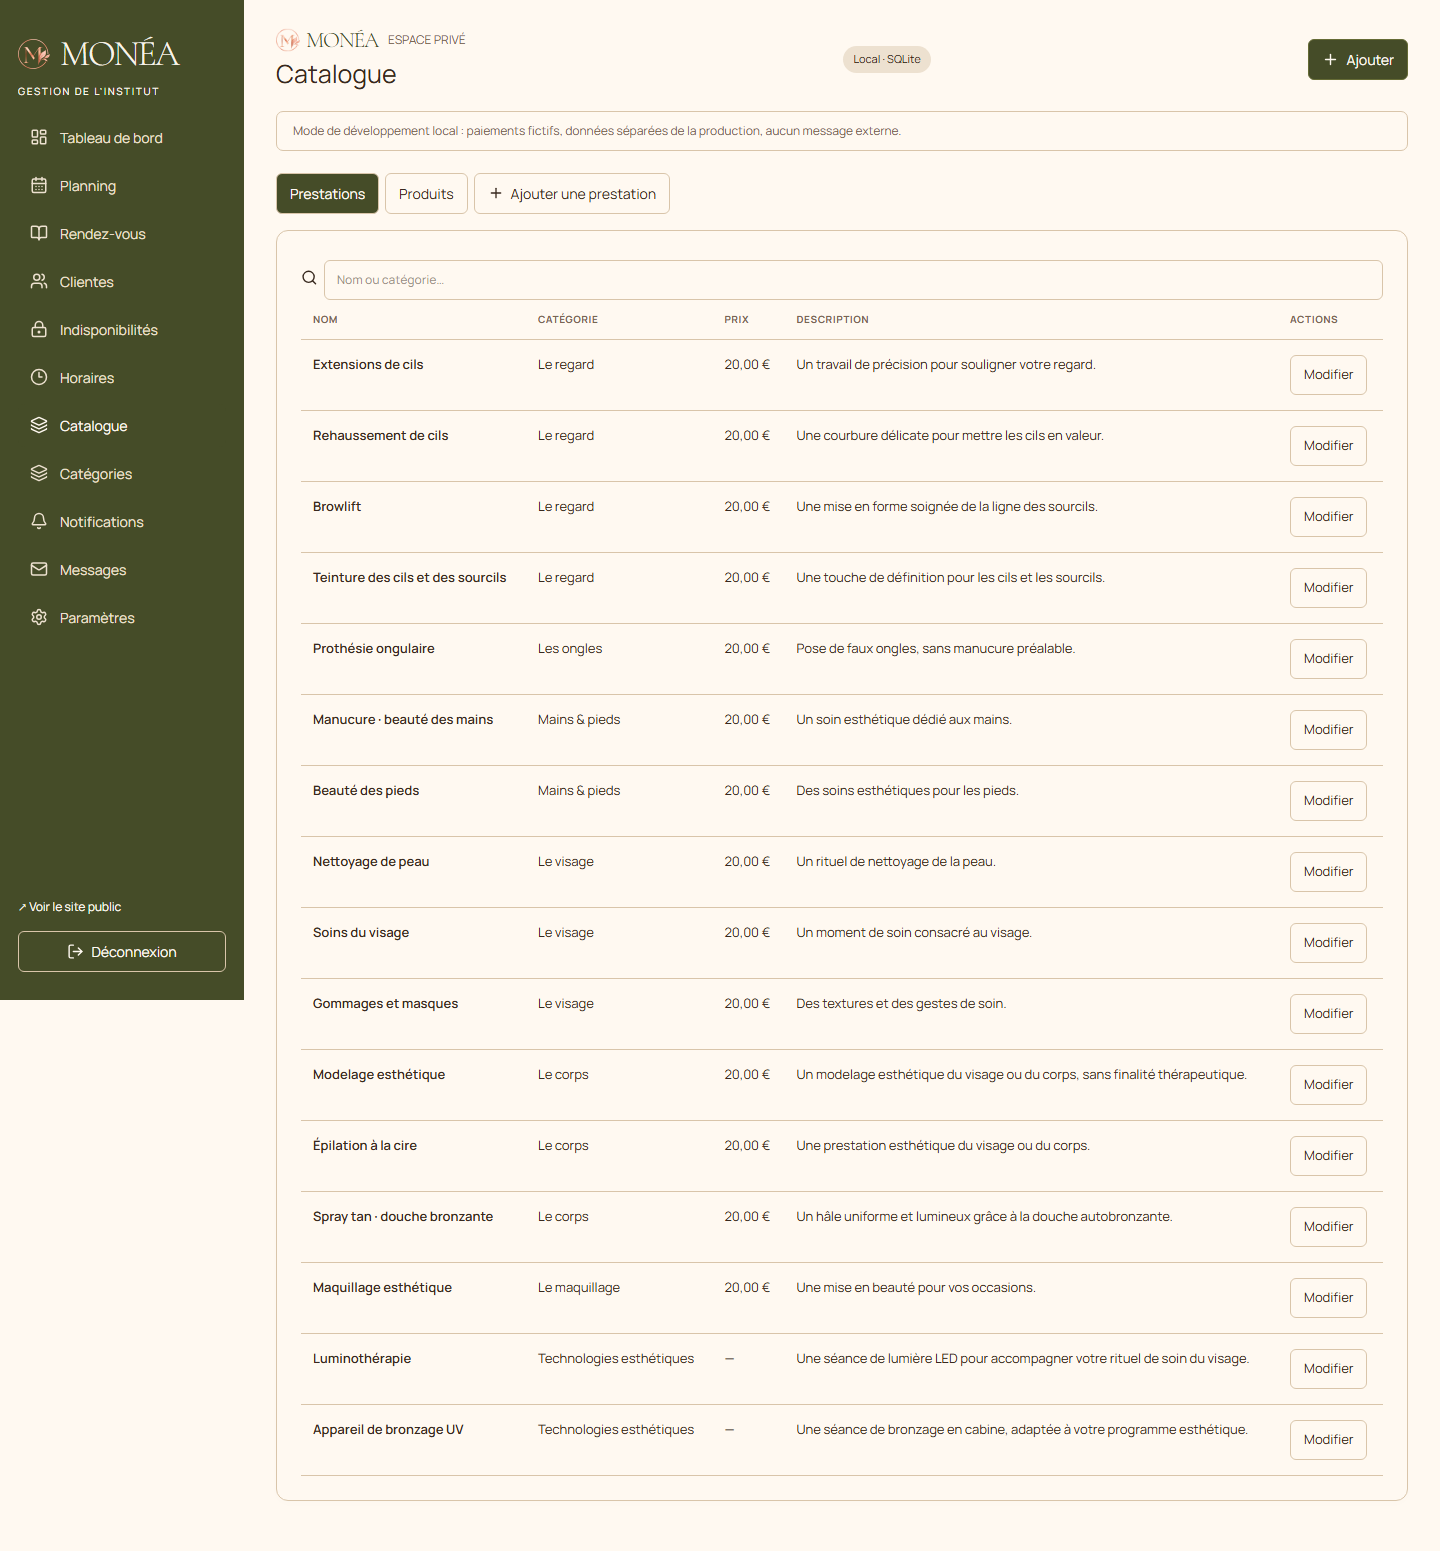 MONÉA
GESTION DE L'INSTITUT
Tableau de bord
Planning
Rendez-vous
Clientes
Indisponibilités
Horaires
Catalogue
Catégories
Notifications
Messages
Paramètres
↗ Voir le site public
Déconnexion
MONÉA ESPACE PRIVÉ
Catalogue
Local · SQLite
+ Ajouter
Mode de développement local : paiements fictifs, données séparées de la production, aucun message externe.
Prestations Produits + Ajouter une prestation
Nom ou catégorie…
NOM CATÉGORIE PRIX DESCRIPTION ACTIONS
Extensions de cils Le regard 20,00 € Un travail de précision pour souligner votre regard. Modifier
Rehaussement de cils Le regard 20,00 € Une courbure délicate pour mettre les cils en valeur. Modifier
Browlift Le regard 20,00 € Une mise en forme soignée de la ligne des sourcils. Modifier
Teinture des cils et des sourcils Le regard 20,00 € Une touche de définition pour les cils et les sourcils. Modifier
Prothésie ongulaire Les ongles 20,00 € Pose de faux ongles, sans manucure préalable. Modifier
Manucure · beauté des mains Mains & pieds 20,00 € Un soin esthétique dédié aux mains. Modifier
Beauté des pieds Mains & pieds 20,00 € Des soins esthétiques pour les pieds. Modifier
Nettoyage de peau Le visage 20,00 € Un rituel de nettoyage de la peau. Modifier
Soins du visage Le visage 20,00 € Un moment de soin consacré au visage. Modifier
Gommages et masques Le visage 20,00 € Des textures et des gestes de soin. Modifier
Modelage esthétique Le corps 20,00 € Un modelage esthétique du visage ou du corps, sans finalité thérapeutique. Modifier
Épilation à la cire Le corps 20,00 € Une prestation esthétique du visage ou du corps. Modifier
Spray tan · douche bronzante Le corps 20,00 € Un hâle uniforme et lumineux grâce à la douche autobronzante. Modifier
Maquillage esthétique Le maquillage 20,00 € Une mise en beauté pour vos occasions. Modifier
Luminothérapie Technologies esthétiques — Une séance de lumière LED pour accompagner votre rituel de soin du visage. Modifier
Appareil de bronzage UV Technologies esthétiques — Une séance de bronzage en cabine, adaptée à votre programme esthétique. Modifier